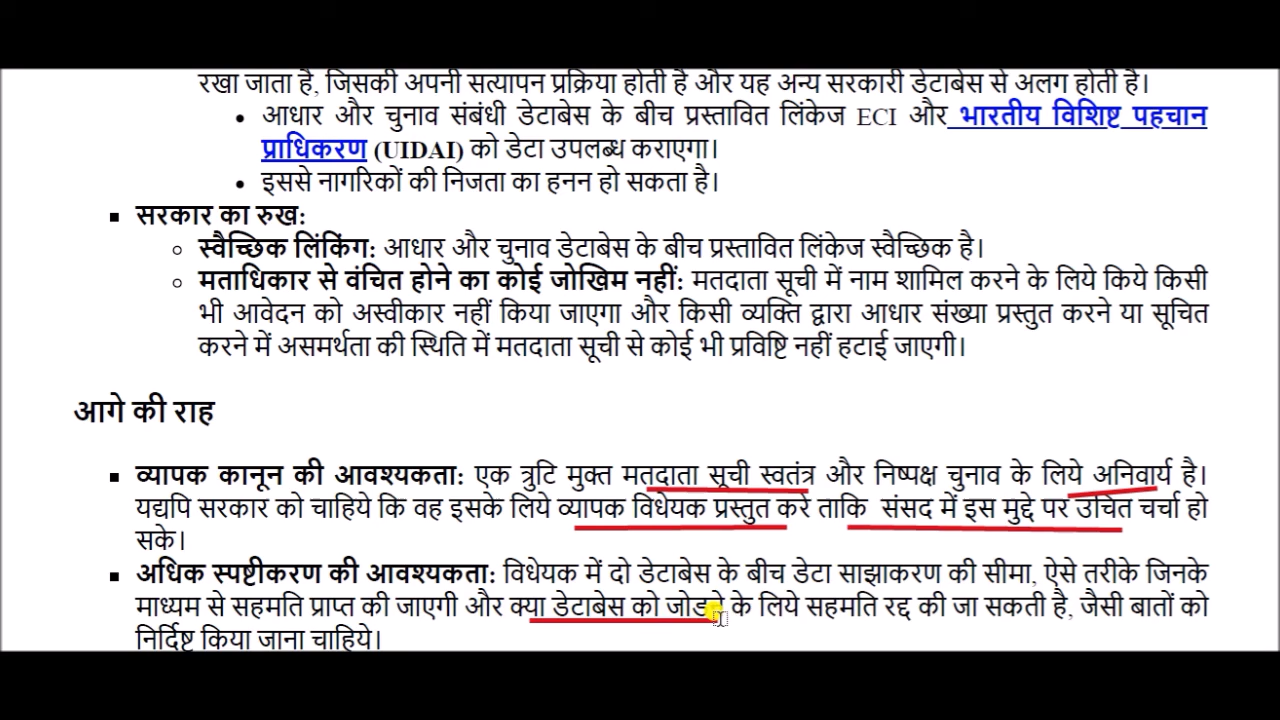 रखा जाता है, जिसकी अपनी सत्यापन प्रक्रिया होती है और यह अन्य सरकारी डेटाबेस से अलग होती है।
• आधार और चुनाव संबंधी डेटाबेस के बीच प्रस्तावित लिंकेज ECI और भारतीय विशिष्ट पहचान
प्राधिकरण (UIDAI) को डेटा उपलब्ध कराएगा।
• इससे नागरिकों की निजता का हनन हो सकता है।
▪ सरकार का रुख:
○ स्वैच्छिक लिंकिंग: आधार और चुनाव डेटाबेस के बीच प्रस्तावित लिंकेज स्वैच्छिक है।
○ मताधिकार से वंचित होने का कोई जोखिम नहीं: मतदाता सूची में नाम शामिल करने के लिये किये किसी
भी आवेदन को अस्वीकार नहीं किया जाएगा और किसी व्यक्ति द्वारा आधार संख्या प्रस्तुत करने या सूचित
करने में असमर्थता की स्थिति में मतदाता सूची से कोई भी प्रविष्टि नहीं हटाई जाएगी।
आगे की राह
▪ व्यापक कानून की आवश्यकता: एक त्रुटि मुक्त मतदाता सूची स्वतंत्र और निष्पक्ष चुनाव के लिये अनिवार्य है।
यद्यपि सरकार को चाहिये कि वह इसके लिये व्यापक विधेयक प्रस्तुत करे ताकि संसद में इस मुद्दे पर उचित चर्चा हो
सके।
▪ अधिक स्पष्टीकरण की आवश्यकता: विधेयक में दो डेटाबेस के बीच डेटा साझाकरण की सीमा, ऐसे तरीके जिनके
माध्यम से सहमति प्राप्त की जाएगी और क्या डेटाबेस को जोड़ने के लिये सहमति रद्द की जा सकती है, जैसी बातों को
निर्दिष्ट किया जाना चाहिये।